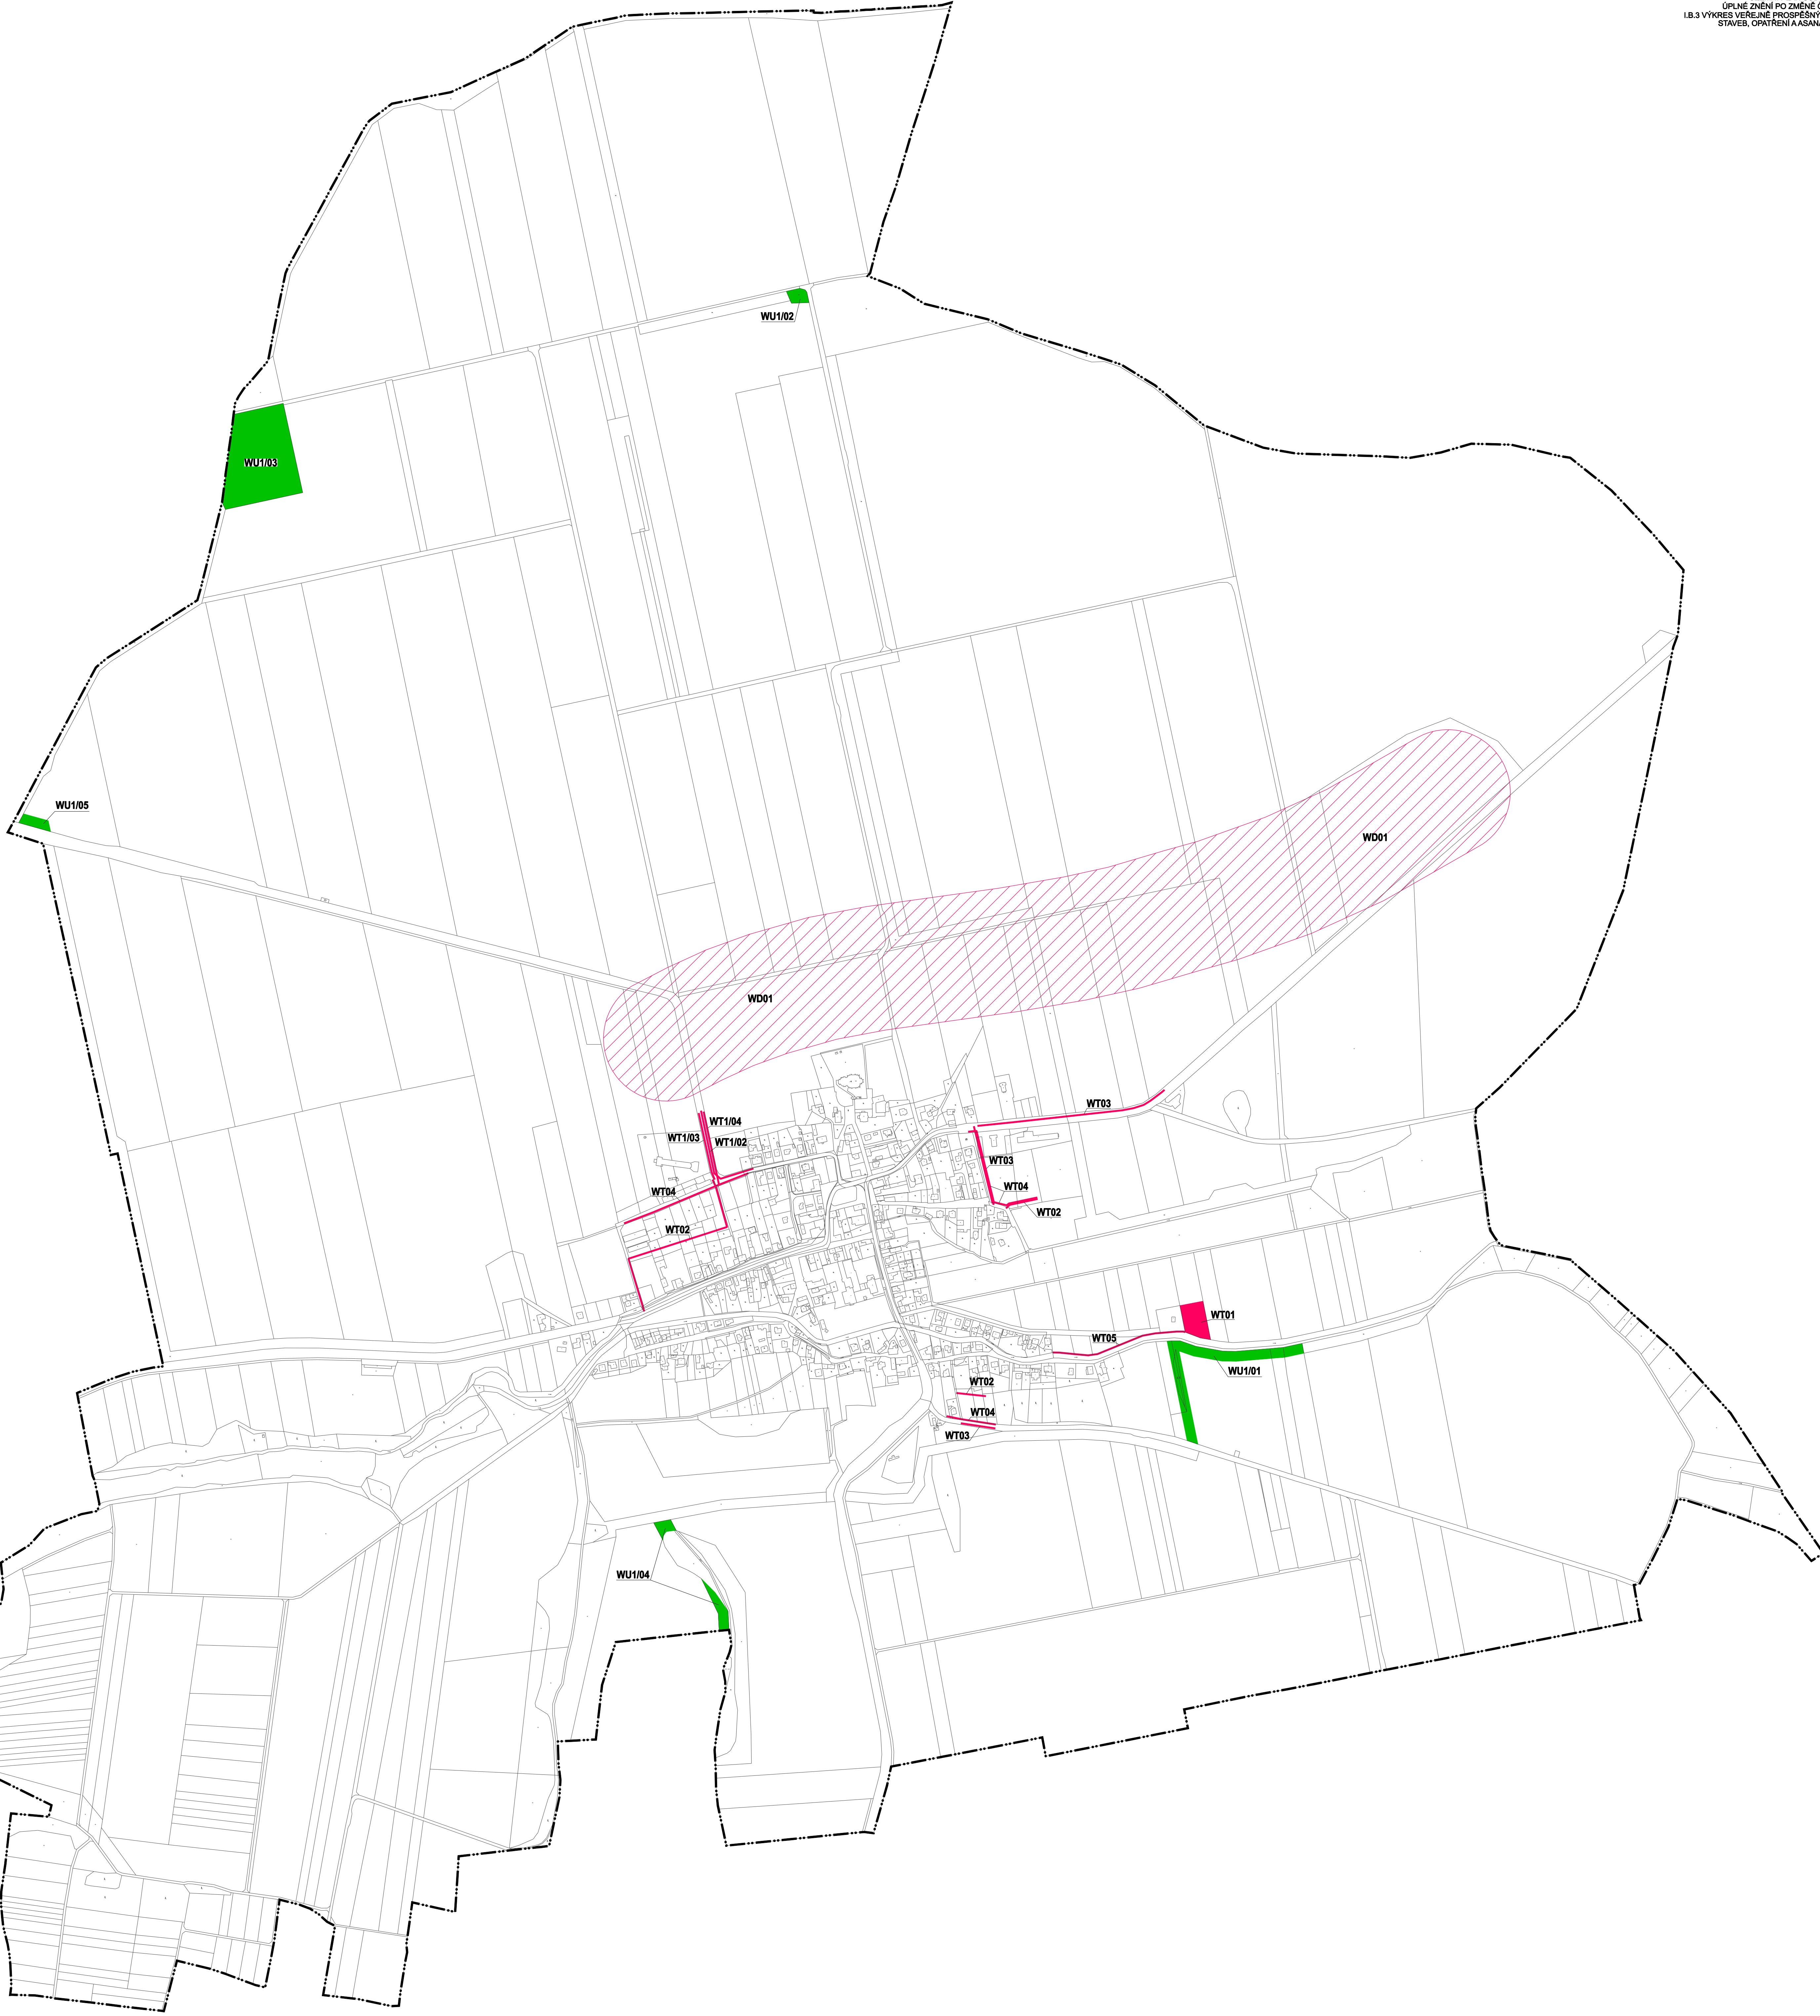 ÚPLNÉ ZNĚNÍ PO ZMĚNĚ
I.B.3 VÝKRES VEŘEJNĚ
STAVEB, OPATŘENÍ A
WU1/02
WU1/03
WU1/05
WD01
WD01
WT03
WT1/04
WT1/03
WT1/02
WT03
WT04
WT04
WT02
WT02
WT01
WT05
WU1/01
WT02
WT04
WT03
WU1/04